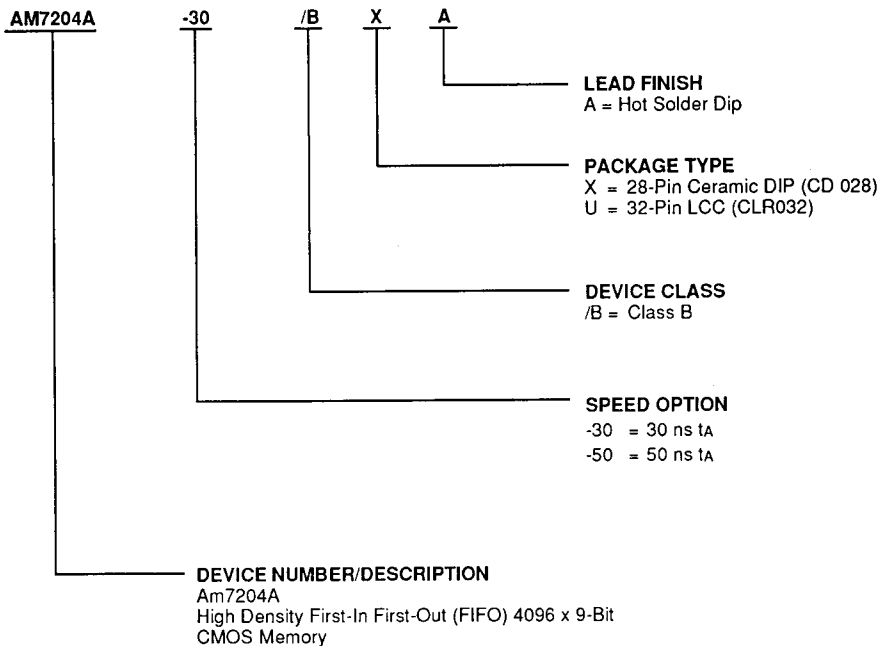 AM7204A -30 /B X A
LEAD FINISH
A = Hot Solder Dip
PACKAGE TYPE
X = 28-Pin Ceramic DIP (CD 028)
U = 32-Pin LCC (CLR032)
DEVICE CLASS
/B = Class B
SPEED OPTION
-30 = 30 ns tA
-50 = 50 ns tA
DEVICE NUMBER/DESCRIPTION
Am7204A
High Density First-In First-Out (FIFO) 4096 x 9-Bit
CMOS Memory